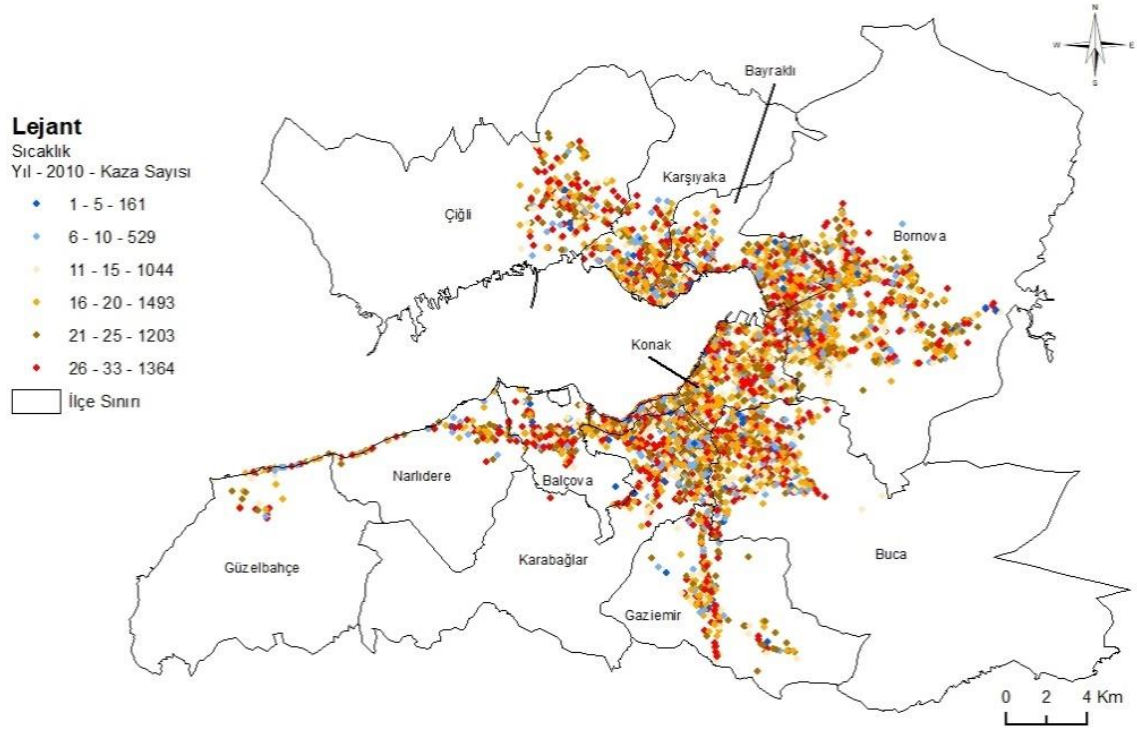 N
W E
S
Bayraklı
Lejant
Sıcaklık
Yıl - 2010 - Kaza Sayısı
1 - 5 - 161
6 - 10 - 529
11 - 15 - 1044
16 - 20 - 1493
21 - 25 - 1203
26 - 33 - 1364
İlçe Sınırı
Karşıyaka
Çiğli
Bornova
Konak
Narlıdere
Balçova
Güzelbahçe
Karabağlar
Buca
Gaziemir
0 2 4 Km